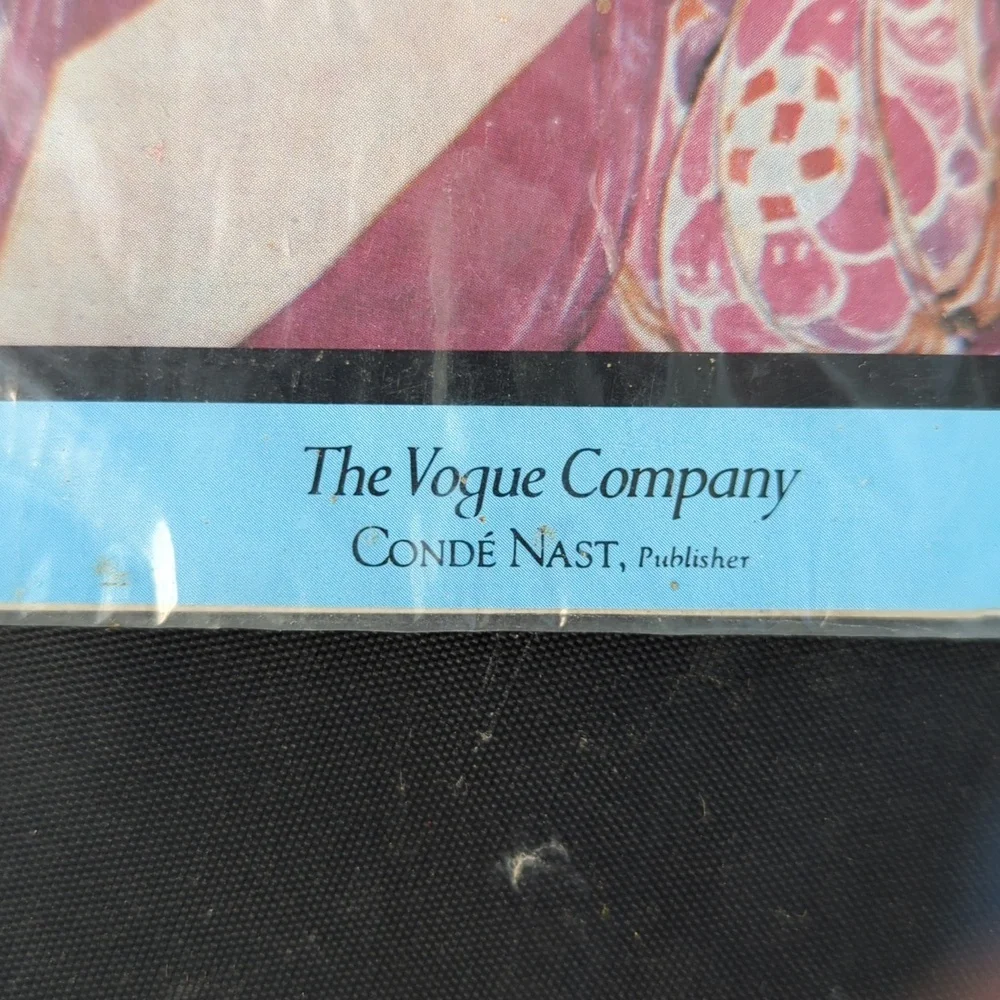 The Vogue Company
CONDÉ NAST, Publisher